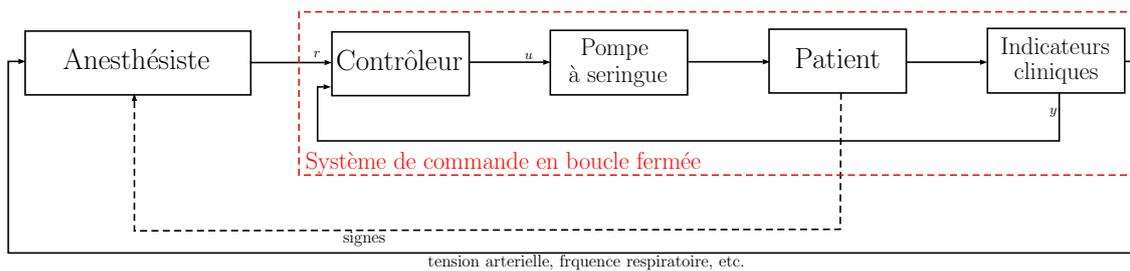 Anesthésiste
r
Contrôleur
u
Pompe
à seringue
Patient
Indicateurs
cliniques
y
Système de commande en boucle fermée
signes
tension arterielle, frquence respiratoire, etc.